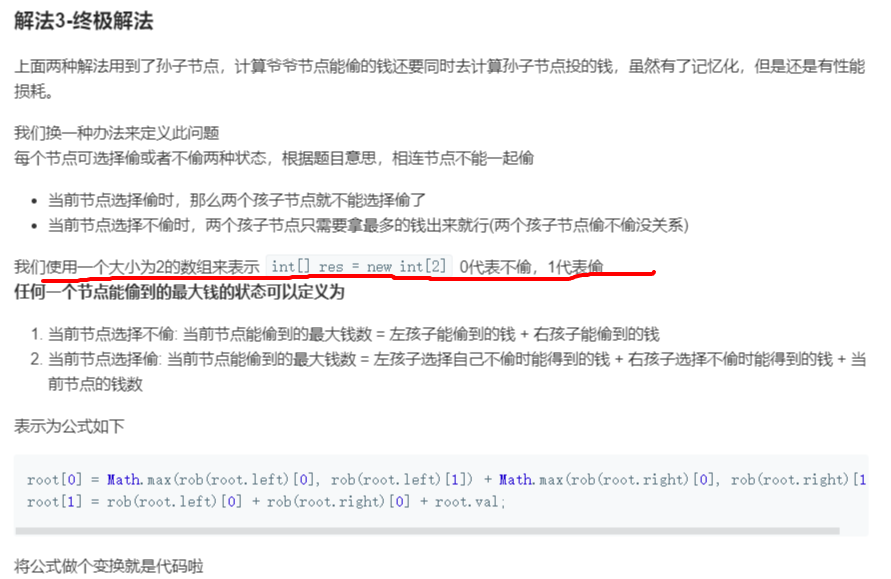 解法3-终极解法
上面两种解法用到了孙子节点，计算爷爷节点能偷的钱还要同时去计算孙子节点投的钱，虽然有了记忆化，但是还是有性能
损耗。
我们换一种办法来定义此问题
每个节点可选择偷或者不偷两种状态，根据题目意思，相连节点不能一起偷
• 当前节点选择偷时，那么两个孩子节点就不能选择偷了
• 当前节点选择不偷时，两个孩子节点只需要拿最多的钱出来就行(两个孩子节点偷不偷没关系)
我们使用一个大小为2的数组来表示 int[] res = new int[2] 0代表不偷，1代表偷
任何一个节点能偷到的最大钱的状态可以定义为
1. 当前节点选择不偷: 当前节点能偷到的最大钱数 = 左孩子能偷到的钱 + 右孩子能偷到的钱
2. 当前节点选择偷: 当前节点能偷到的最大钱数 = 左孩子选择自己不偷时能得到的钱 + 右孩子选择不偷时能得到的钱 + 当
前节点的钱数
表示为公式如下
root[0] = Math.max(rob(root.left)[0], rob(root.left)[1]) + Math.max(rob(root.right)[0], rob(root.right)[1
root[1] = rob(root.left)[0] + rob(root.right)[0] + root.val;
将公式做个变换就是代码啦